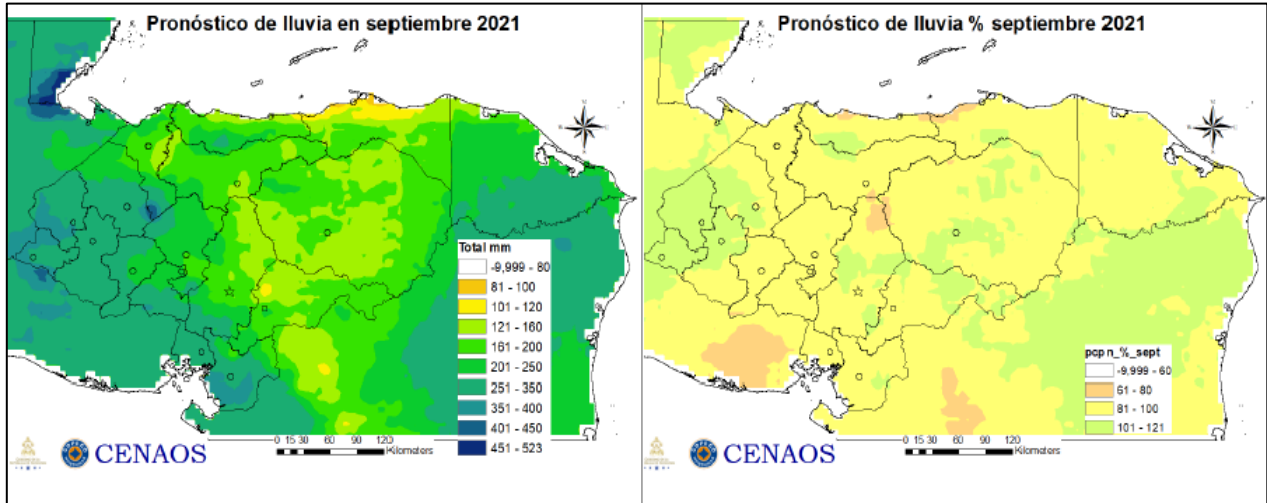 Pronóstico de lluvia en septiembre 2021
Total mm
-9,999 - 80
81 - 100
101 - 120
121 - 160
161 - 200
201 - 250
251 - 350
351 - 400
401 - 450
451 - 523
CENAOS
0 15 30 60 90 120
Kilometers
Pronóstico de lluvia % septiembre 2021
pcpn_%_sept
-9,999 - 60
61 - 80
81 - 100
101 - 121
CENAOS
0 15 30 60 90 120
Kilometers